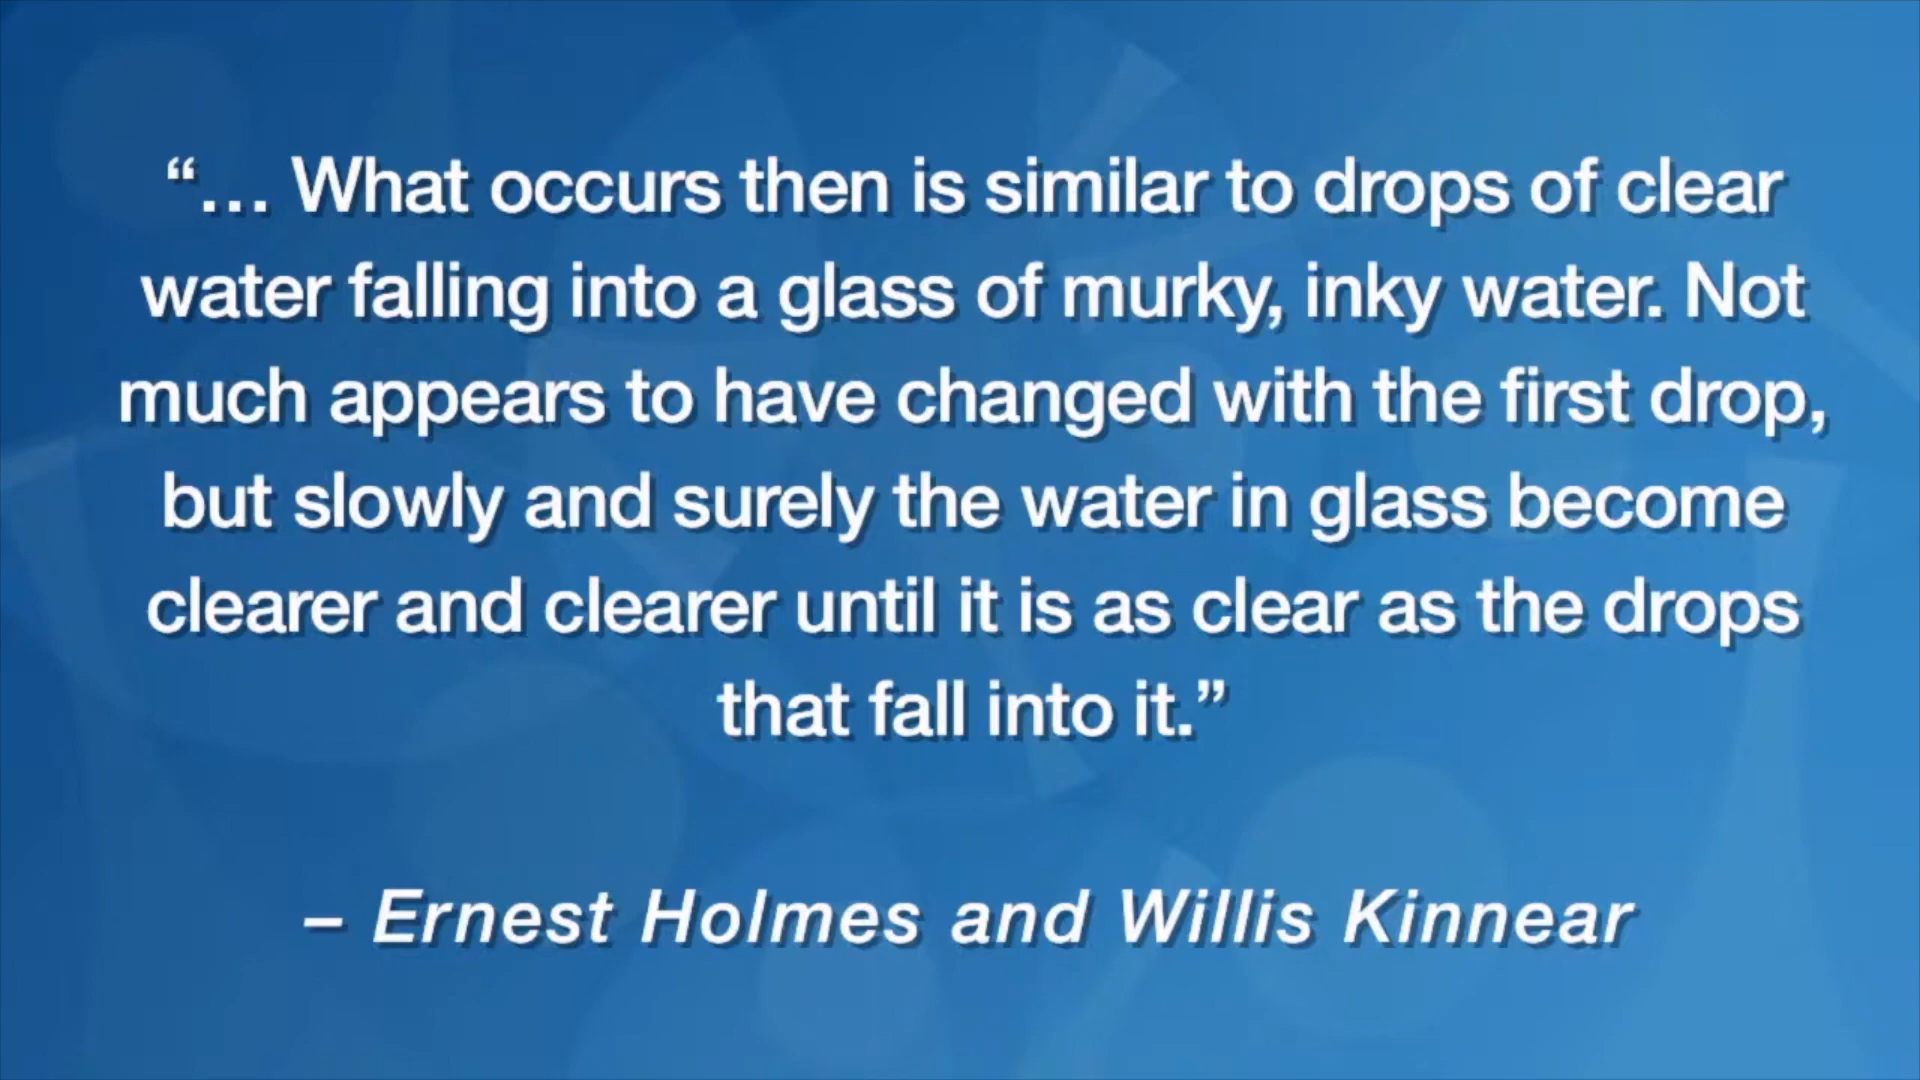 “... What occurs then is similar to drops of clear
water falling into a glass of murky, inky water. Not
much appears to have changed with the first drop,
but slowly and surely the water in glass become
clearer and clearer until it is as clear as the drops
that fall into it.”
– Ernest Holmes and Willis Kinnear